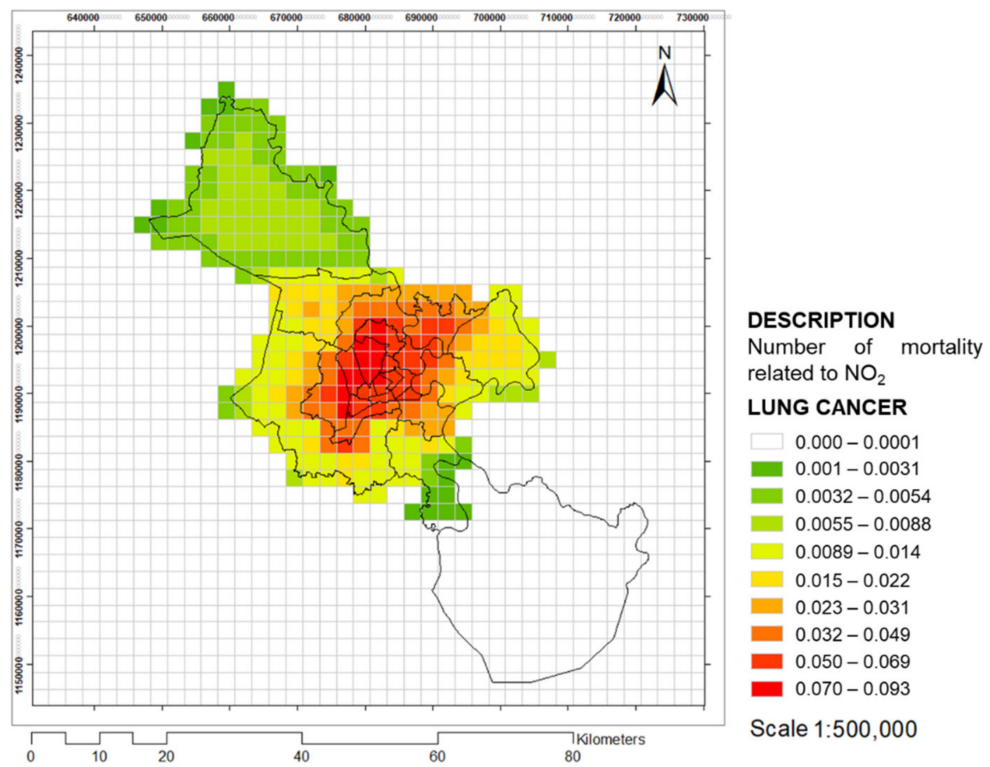 640000 650000 660000 670000 680000 690000 700000 710000 720000 730000
1240000
1230000
1220000
1210000
1200000
1190000
1180000
1170000
1160000
1150000
N
DESCRIPTION
Number of mortality
related to NO2
LUNG CANCER
0.000 – 0.0001
0.001 – 0.0031
0.0032 – 0.0054
0.0055 – 0.0088
0.0089 – 0.014
0.015 – 0.022
0.023 – 0.031
0.032 – 0.049
0.050 – 0.069
0.070 – 0.093
Scale 1:500,000
Kilometers
0 10 20 40 60 80